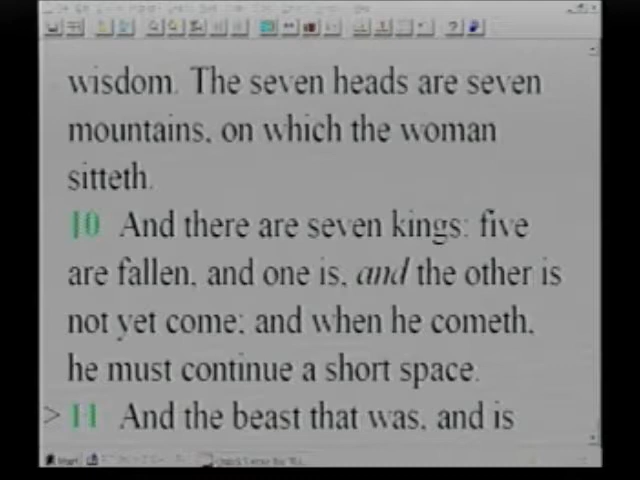 wisdom. The seven heads are seven
mountains, on which the woman
sitteth.
10 And there are seven kings: five
are fallen, and one is, and the other is
not yet come; and when he cometh,
he must continue a short space.
> 11 And the beast that was, and is
Start